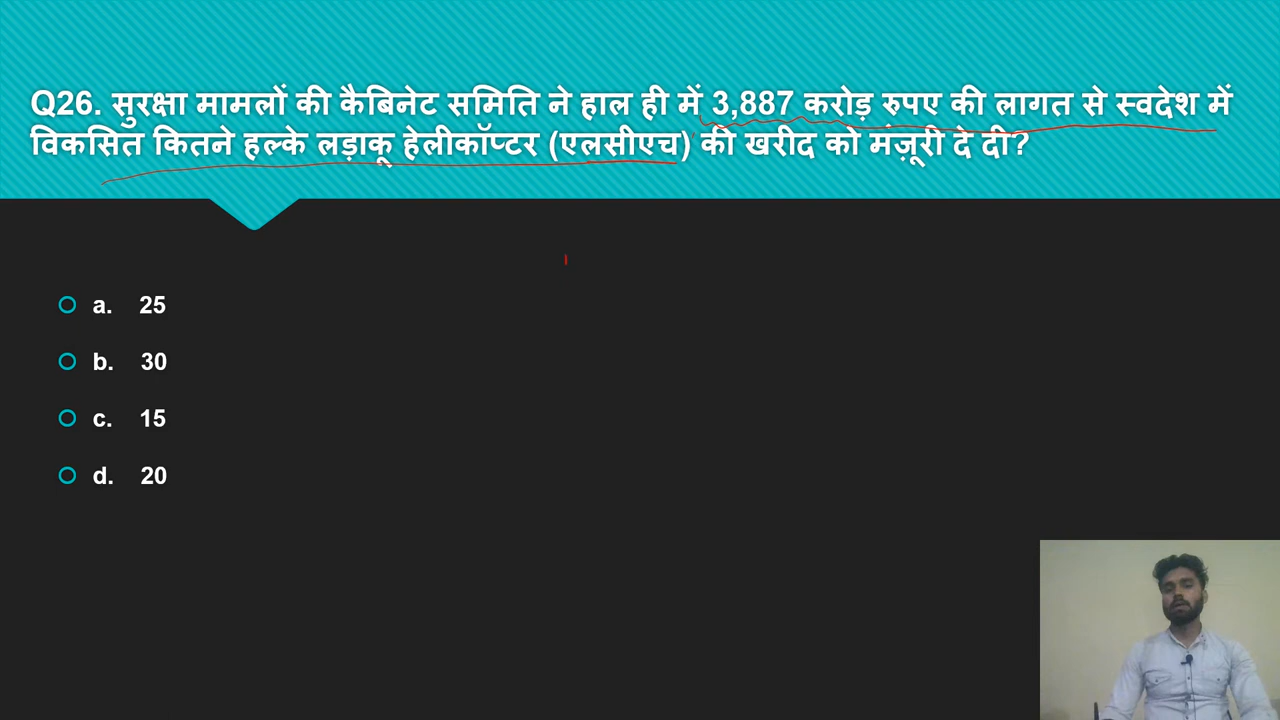 Q26. सुरक्षा मामलों की कैबिनेट समिति ने हाल ही में 3,887 करोड़ रुपए की लागत से स्वदेश में
विकसित कितने हल्के लड़ाकू हेलीकॉप्टर (एलसीएच) की खरीद को मंज़ूरी दे दी?
a. 25
b. 30
c. 15
d. 20